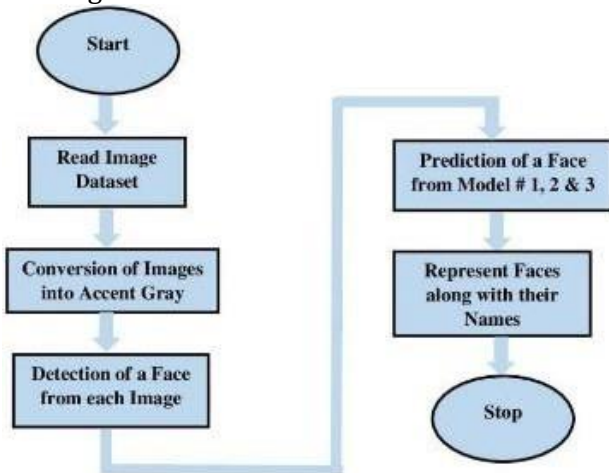 Start
Read Image
Dataset
Conversion of Images
into Accent Gray
Detection of a Face
from each Image
Prediction of a Face
from Model # 1, 2 & 3
Represent Faces
along with their
Names
Stop